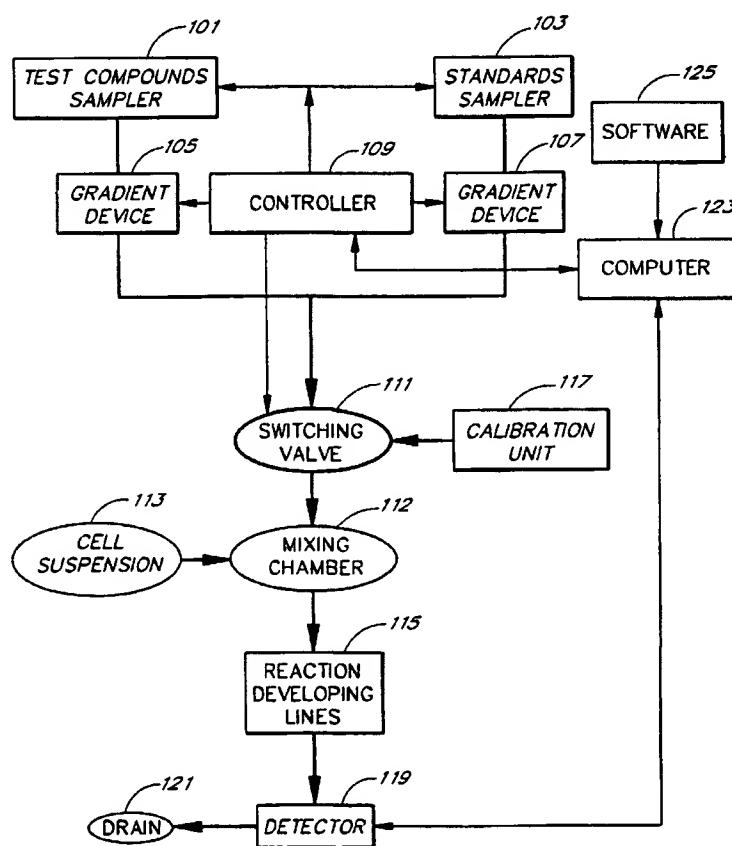 101
103
TEST COMPOUNDS
SAMPLER
STANDARDS
SAMPLER
125
SOFTWARE
105
109
107
GRADIENT
DEVICE
CONTROLLER
GRADIENT
DEVICE
123
COMPUTER
111
117
SWITCHING
VALVE
CALIBRATION
UNIT
113
112
CELL
SUSPENSION
MIXING
CHAMBER
115
REACTION
DEVELOPING
LINES
121
119
DRAIN
DETECTOR